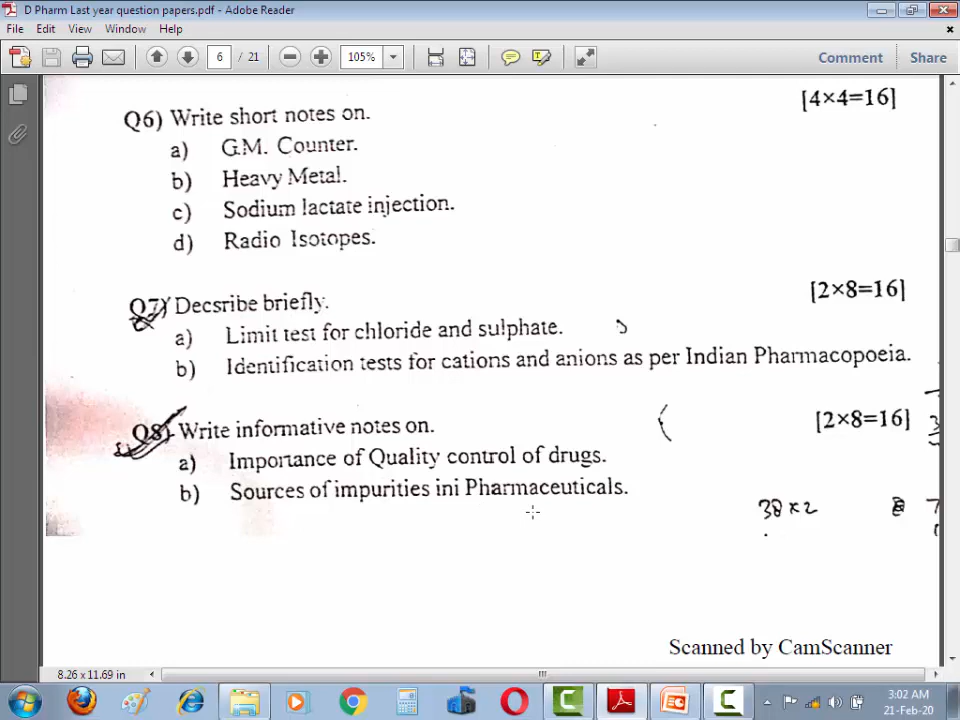 D Pharm Last year question papers.pdf - Adobe Reader
File Edit View Window Help
6 / 21 105% Comment Share
[4×4=16]
Q6) Write short notes on.
a) G.M. Counter.
b) Heavy Metal.
c) Sodium lactate injection.
d) Radio Isotopes.
[2×8=16]
Q7) Decsribe briefly.
a) Limit test for chloride and sulphate.
b) Identification tests for cations and anions as per Indian Pharmacopoeia.
Q8) Write informative notes on. [2×8=16]
a) Importance of Quality control of drugs.
b) Sources of impurities ini Pharmaceuticals.
38×2
Scanned by CamScanner
8.26 x 11.69 in
3:02 AM
21-Feb-20